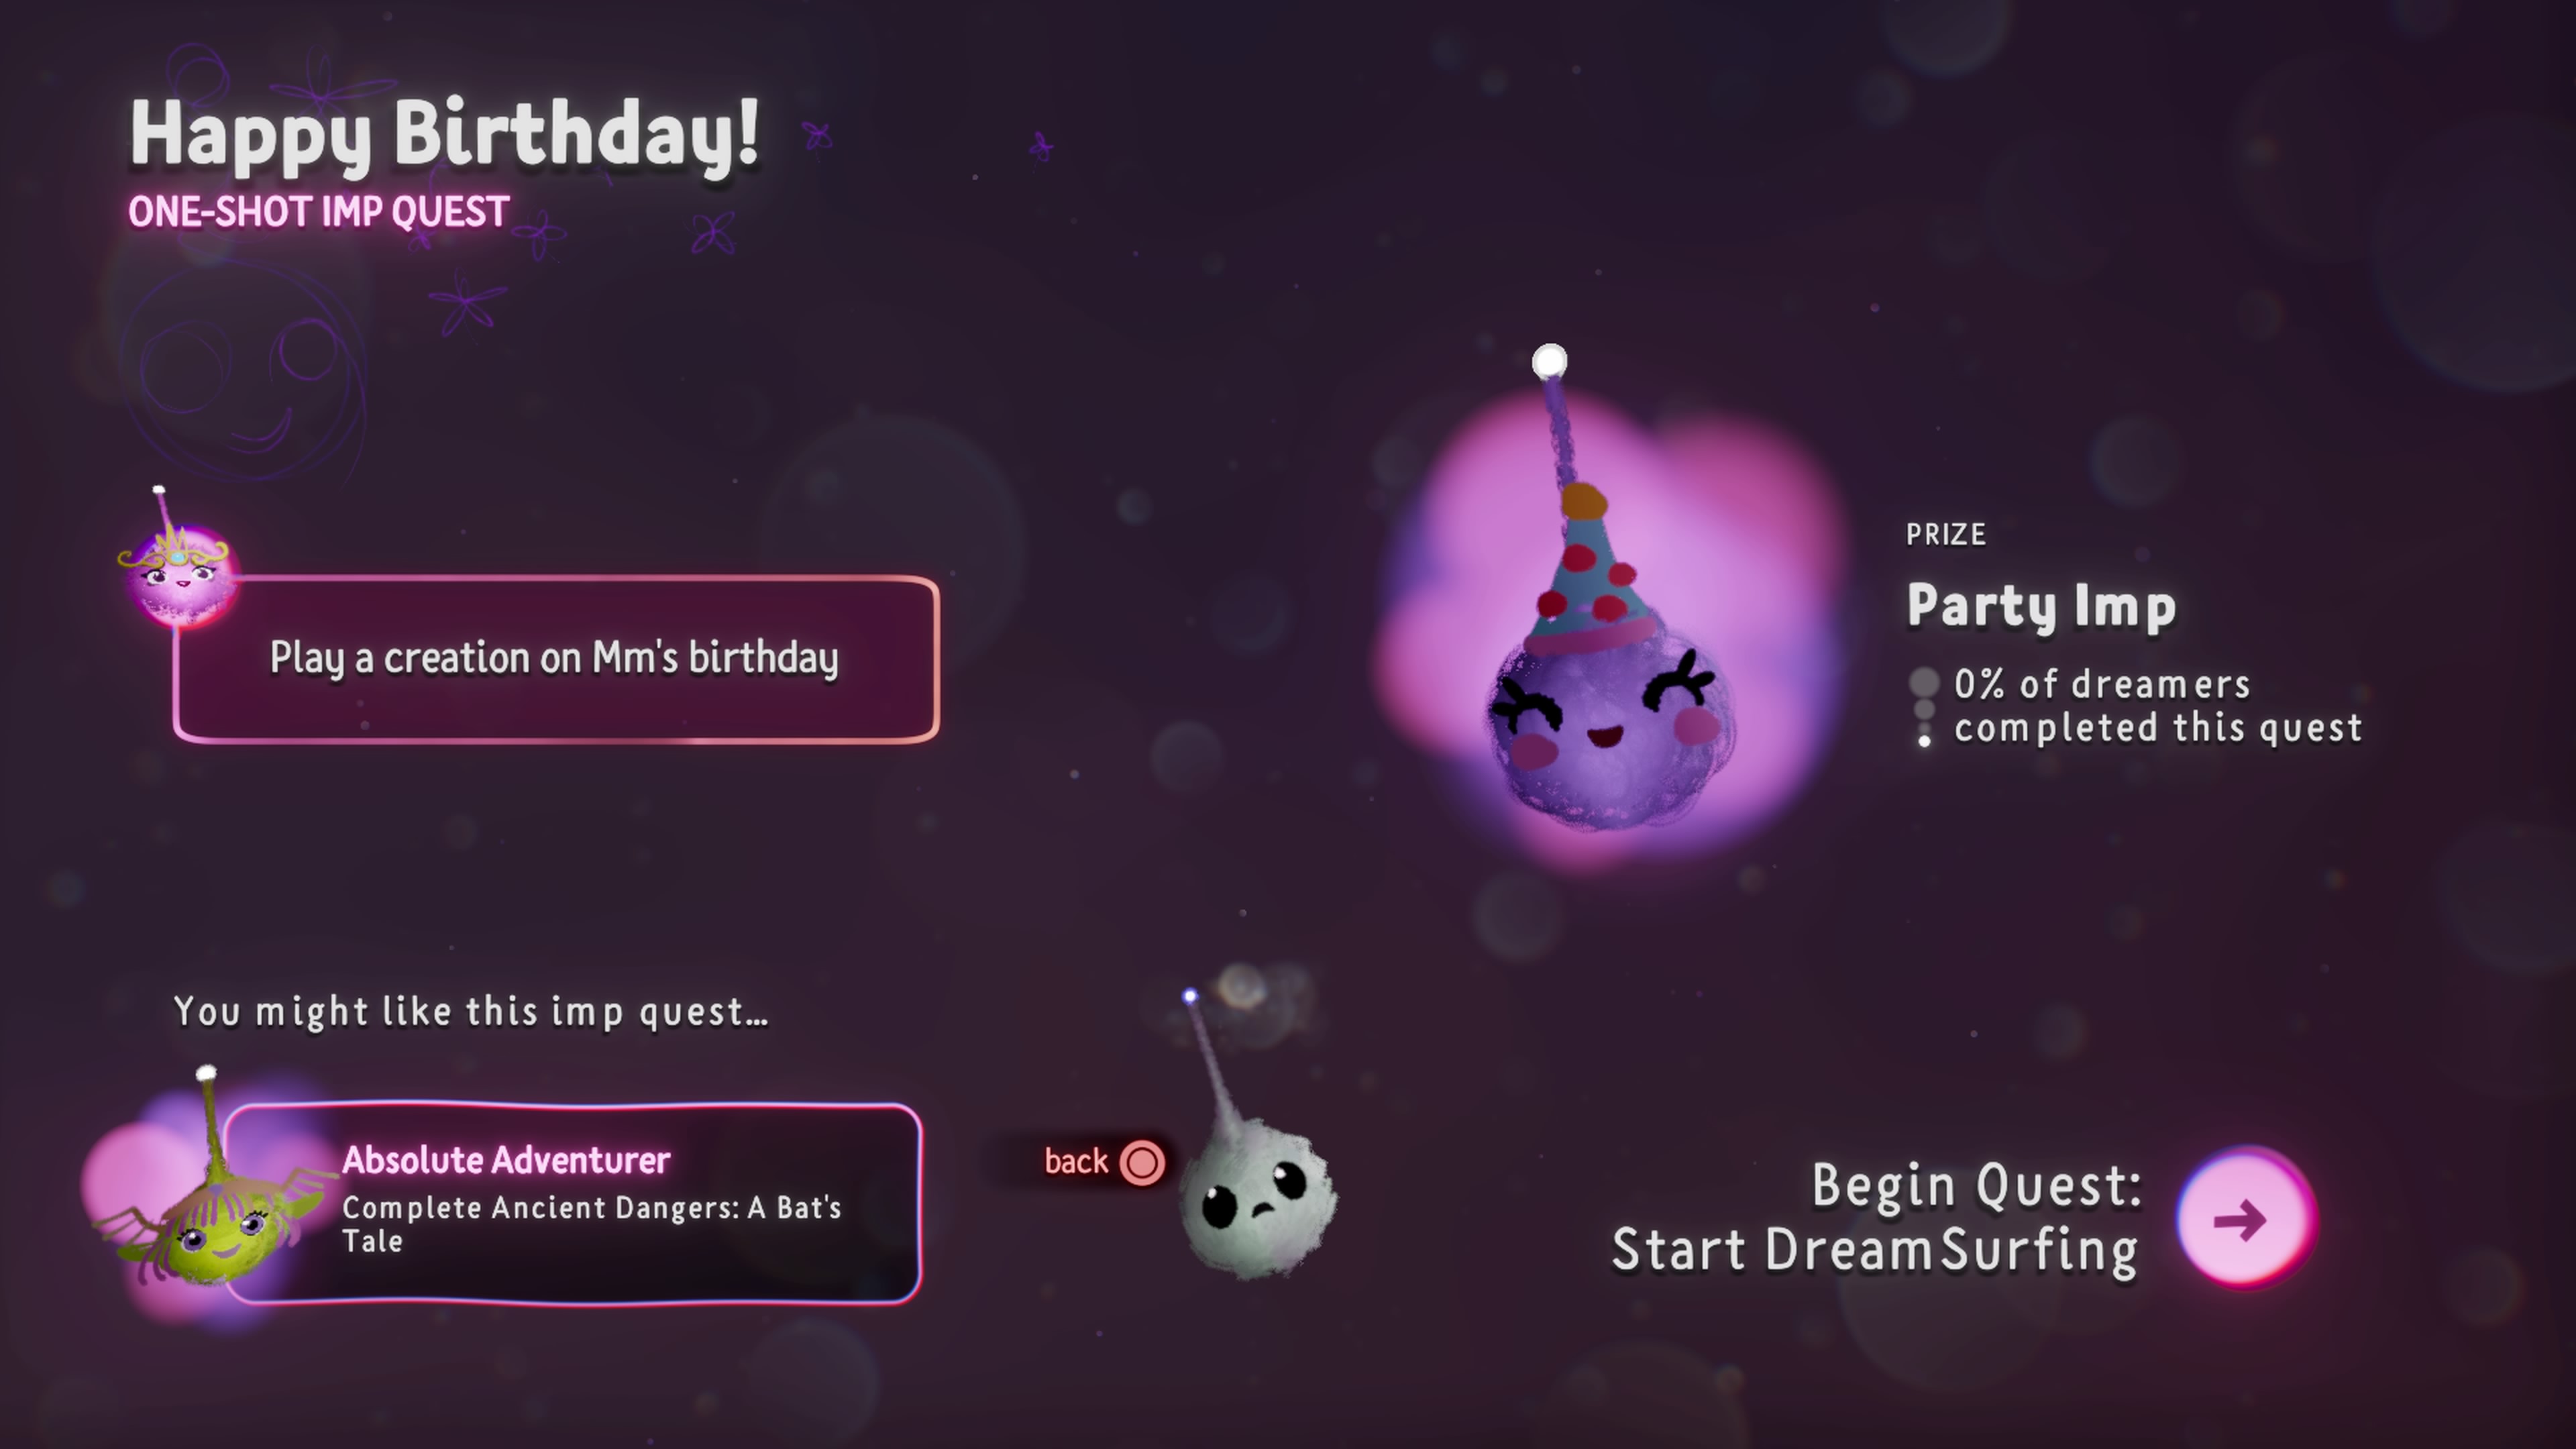 Happy Birthday!
ONE-SHOT IMP QUEST
Play a creation on Mm's birthday
PRIZE
Party Imp
0% of dreamers
completed this quest
You might like this imp quest...
Absolute Adventurer
Complete Ancient Dangers: A Bat's
Tale
back
Begin Quest:
Start DreamSurfing